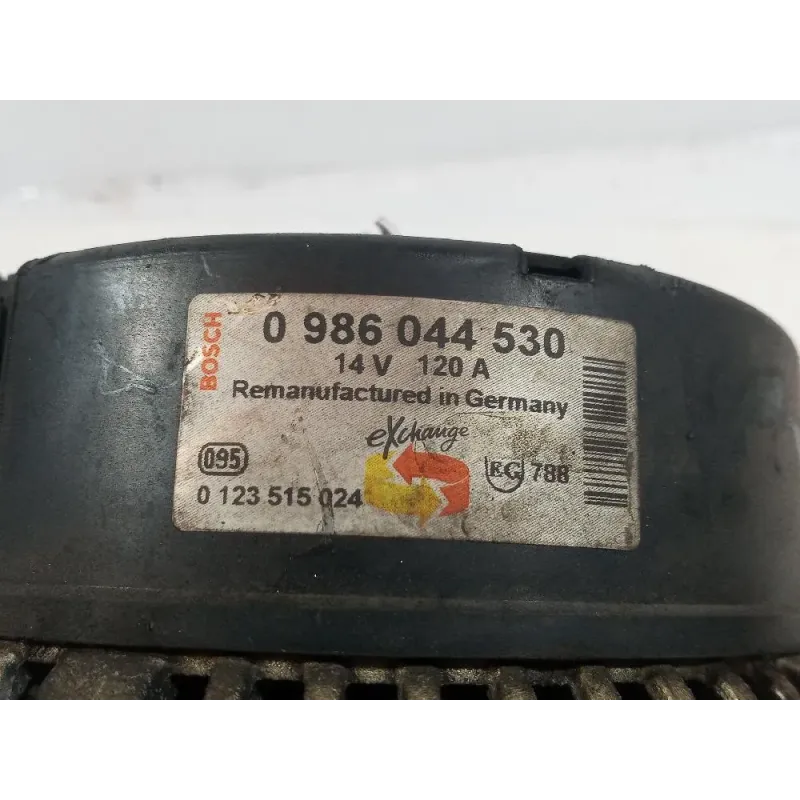 BOSCH
0 986 044 530
14 V 120 A
Remanufactured in Germany
eXchange
095
EG 788
0 123 515 024